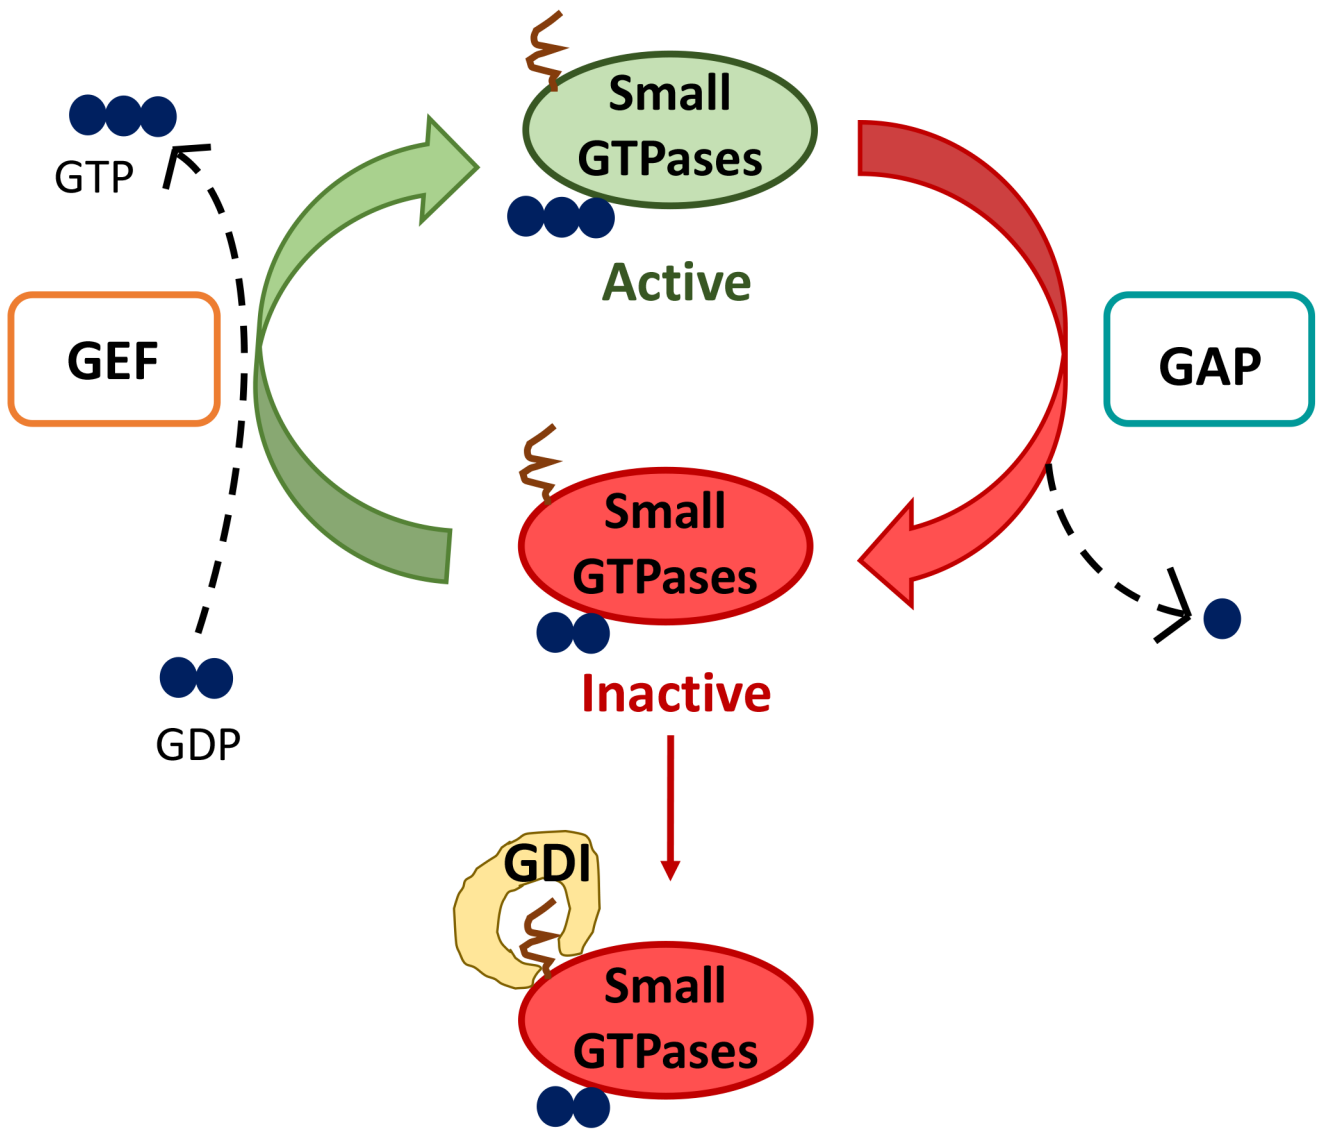 Small
GTPases
GTP
Active
GEF
GAP
Small
GTPases
Inactive
GDP
GDI
Small
GTPases